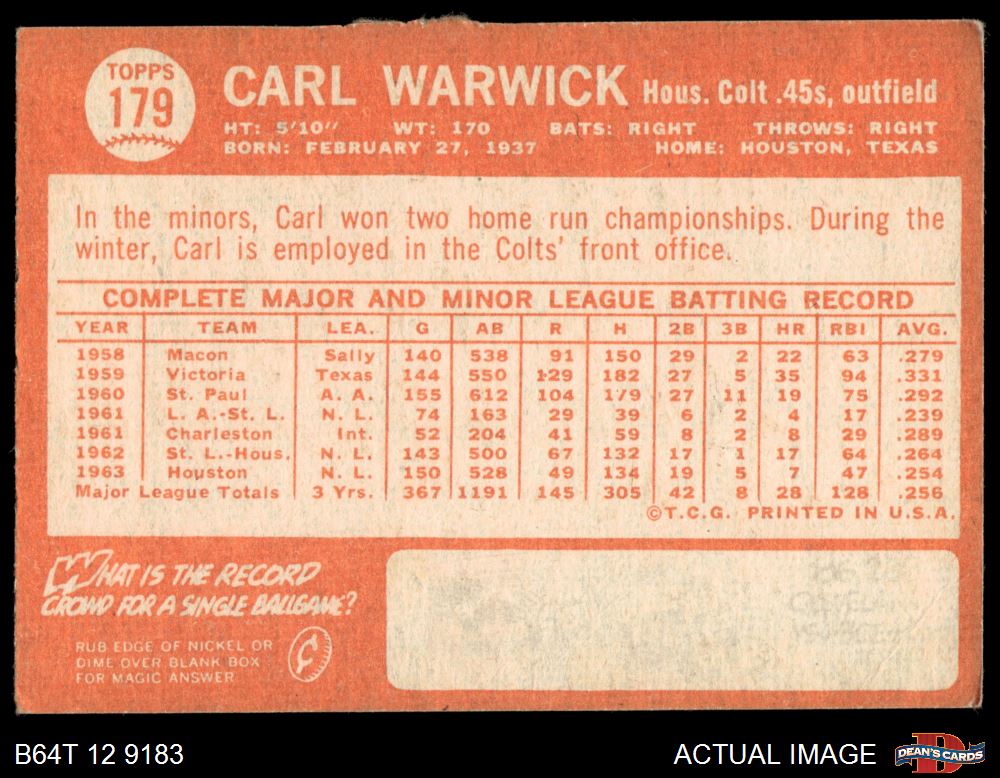 TOPPS
179
CARL WARWICK Hous. Colt .45s, outfield
HT: 5'10" WT: 170 BATS: RIGHT THROWS: RIGHT
BORN: FEBRUARY 27, 1937 HOME: HOUSTON, TEXAS
In the minors, Carl won two home run championships. During the
winter, Carl is employed in the Colts' front office.
COMPLETE MAJOR AND MINOR LEAGUE BATTING RECORD
YEAR TEAM LEA. G AB R H 2B 3B HR RBI AVG.
1958 Macon Sally 140 538 91 150 29 2 22 63 .279
1959 Victoria Texas 144 550 129 182 27 5 35 94 .331
1960 St. Paul A. A. 155 612 104 179 27 11 19 75 .292
1961 L. A.-St. L. N. L. 74 163 29 39 6 2 4 17 .239
1961 Charleston Int. 52 204 41 59 8 2 8 29 .289
1962 St. L.-Hous. N. L. 143 500 67 132 17 1 17 64 .264
1963 Houston N. L. 150 528 49 134 19 5 7 47 .254
Major League Totals 3 Yrs. 367 1191 145 305 42 8 28 128 .256
©T.C.G. PRINTED IN U.S.A.
WHAT IS THE RECORD
CROWD FOR A SINGLE BALLGAME?
RUB EDGE OF NICKEL OR
DIME OVER BLANK BOX
FOR MAGIC ANSWER
B64T 12 9183
ACTUAL IMAGE
DEAN'S CARDS